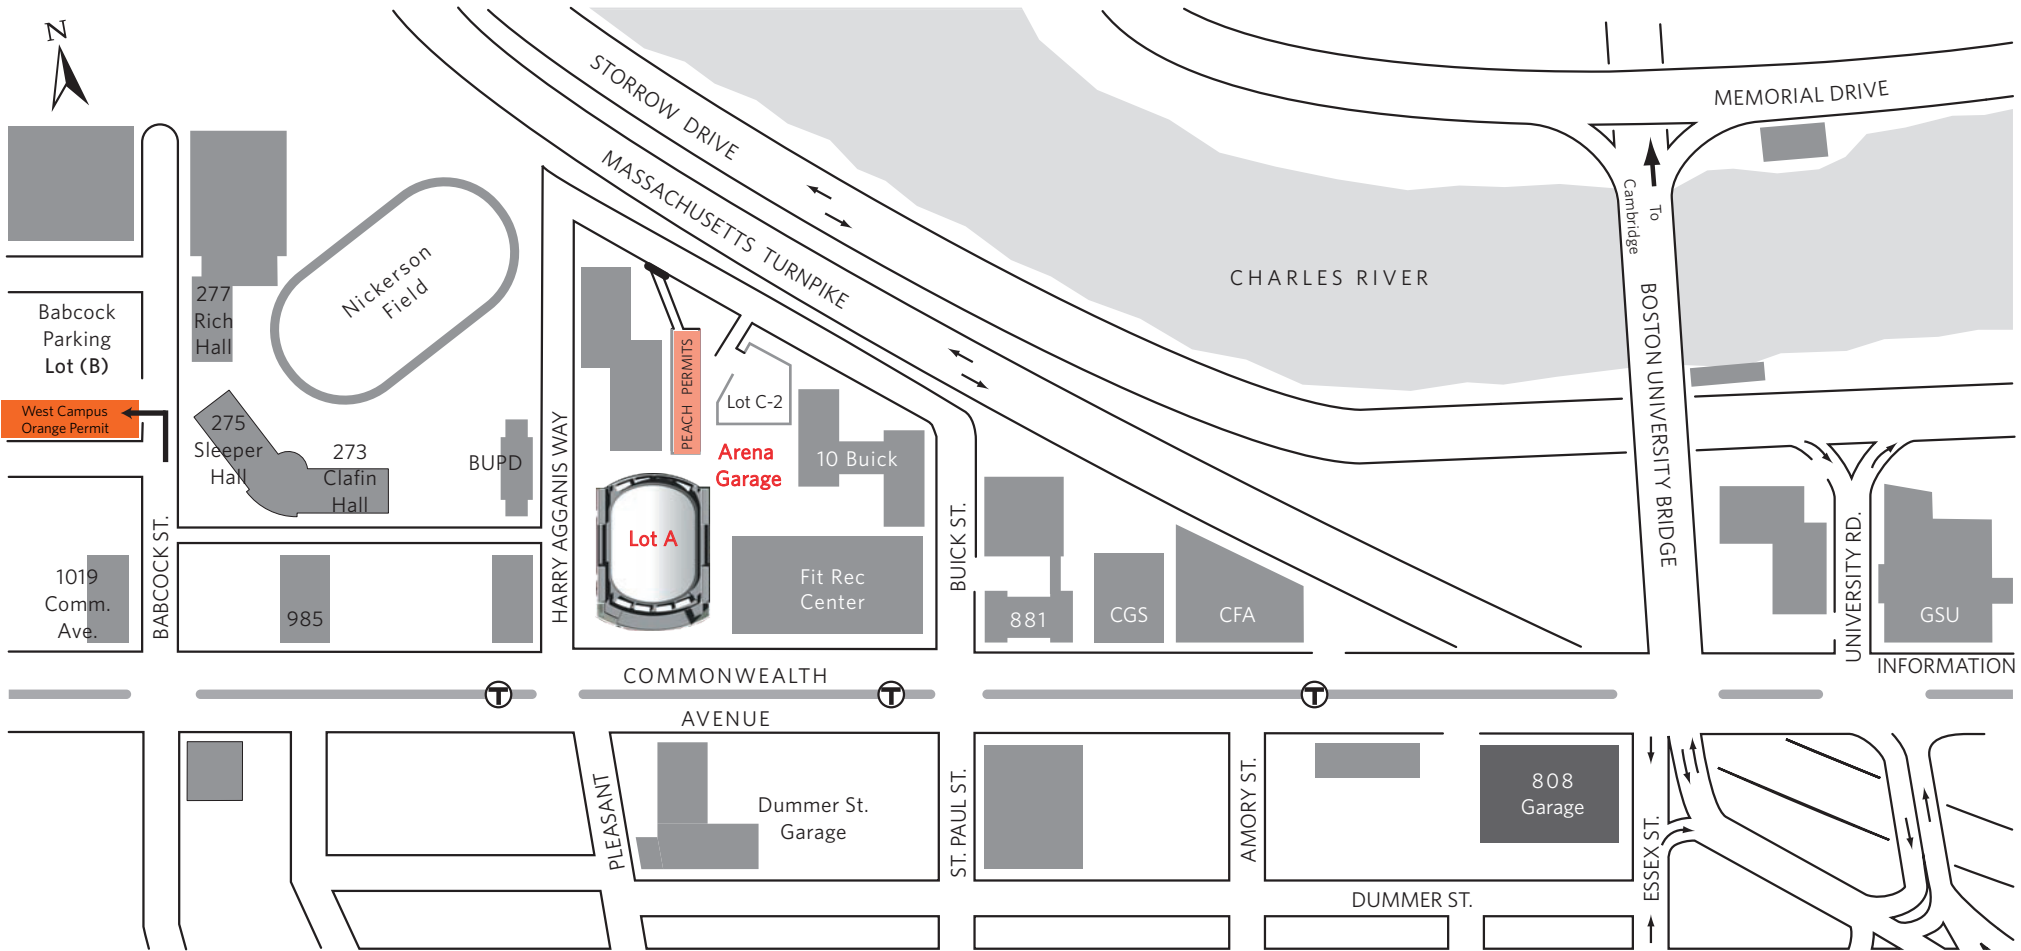 N
STORROW DRIVE
MASSACHUSETTS TURNPIKE
MEMORIAL DRIVE
To
Cambridge
CHARLES RIVER
BOSTON UNIVERSITY BRIDGE
277
Rich
Hall
Nickerson
Field
Babcock
Parking
Lot (B)
West Campus
Orange Permit
275
Sleeper
Hall
273
Clafin
Hall
BUPD
HARRY AGGANIS WAY
PEACH PERMITS
Lot C-2
Arena
Garage
10 Buick
Lot A
Fit Rec
Center
BUICK ST.
BABCOCK ST.
1019
Comm.
Ave.
985
881
CGS
CFA
UNIVERSITY RD.
GSU
INFORMATION
COMMONWEALTH
T
T
T
AVENUE
PLEASANT
Dummer St.
Garage
ST. PAUL ST.
AMORY ST.
808
Garage
ESSEX ST.
DUMMER ST.